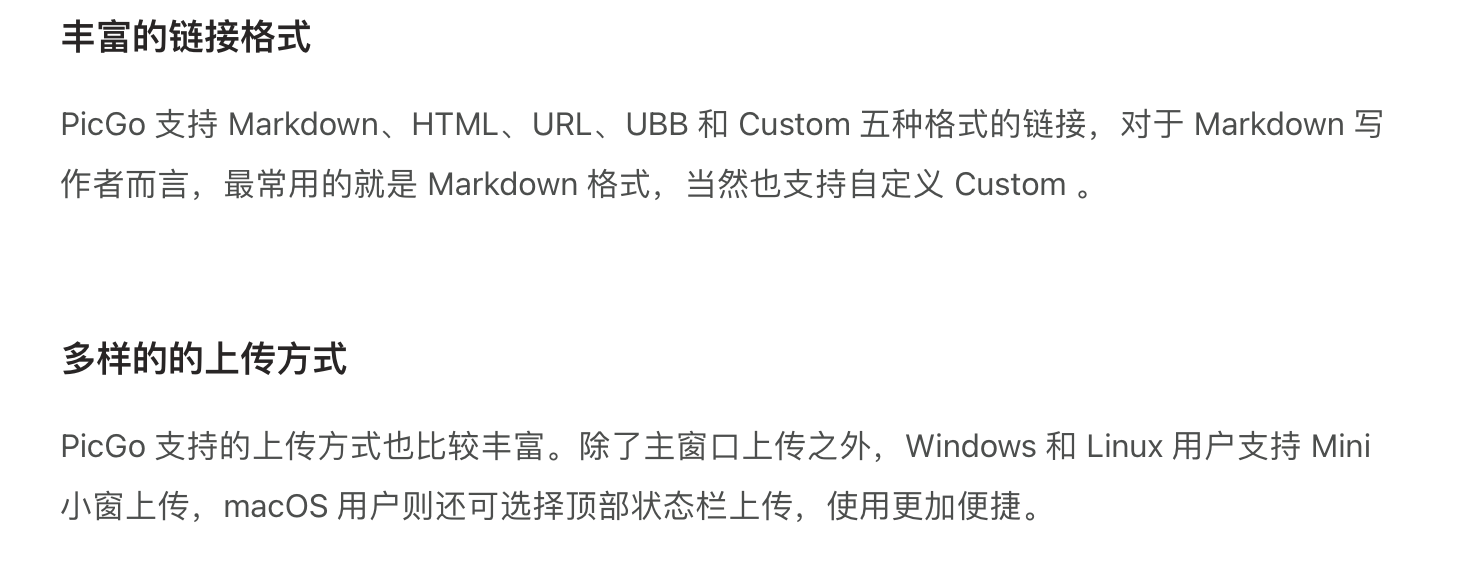 丰富的链接格式
PicGo 支持 Markdown、HTML、URL、UBB 和 Custom 五种格式的链接，对于 Markdown 写
作者而言，最常用的就是 Markdown 格式，当然也支持自定义 Custom 。
多样的的上传方式
PicGo 支持的上传方式也比较丰富。除了主窗口上传之外，Windows 和 Linux 用户支持 Mini
小窗上传，macOS 用户则还可选择顶部状态栏上传，使用更加便捷。